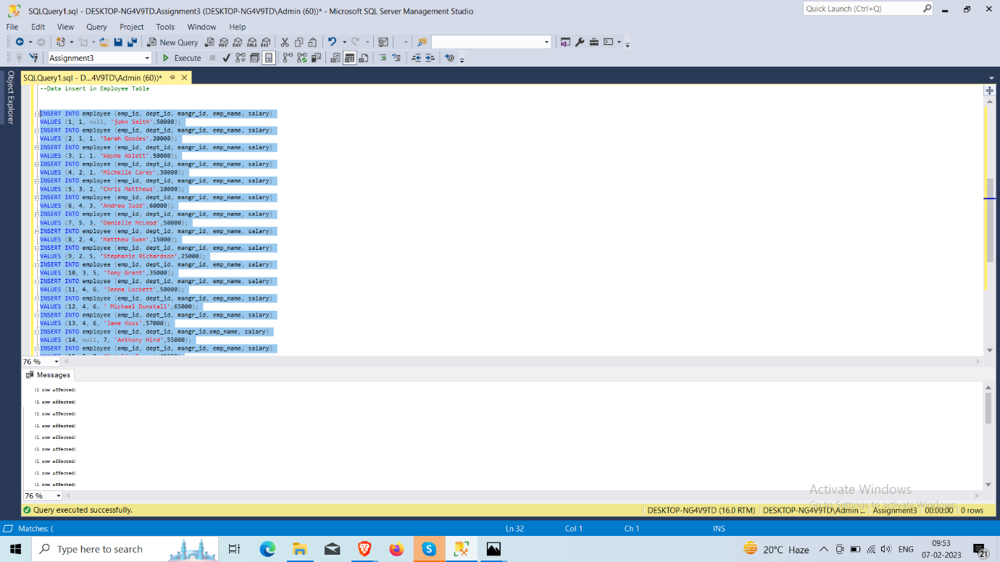 SQLQuery1.sql - DESKTOP-NG4V9TD.Assignment3 (DESKTOP-NG4V9TD\Admin (60))* - Microsoft SQL Server Management Studio
Quick Launch (Ctrl+Q)
File Edit View Query Project Tools Window Help
New Query
MDX DMX XMLA DAX
Assignment3
Execute
Object Explorer
SQLQuery1.sql - D...4V9TD\Admin (60))*
--Data insert in Employee Table
INSERT INTO employee (emp_id, dept_id, mangr_id, emp_name, salary)
VALUES (1, 1, null, 'john Smith',50000);
INSERT INTO employee (emp_id, dept_id, mangr_id, emp_name, salary)
VALUES (2, 1, 1, 'Sarah Goodes',20000);
INSERT INTO employee (emp_id, dept_id, mangr_id, emp_name, salary)
VALUES (3, 1, 1, 'Wayne Ablett',50000);
INSERT INTO employee (emp_id, dept_id, mangr_id, emp_name, salary)
VALUES (4, 2, 1, 'Michelle Carey',30000);
INSERT INTO employee (emp_id, dept_id, mangr_id, emp_name, salary)
VALUES (5, 3, 2, 'Chris Matthews',10000);
INSERT INTO employee (emp_id, dept_id, mangr_id, emp_name, salary)
VALUES (6, 4, 3, 'Andrew Judd',60000);
INSERT INTO employee (emp_id, dept_id, mangr_id, emp_name, salary)
VALUES (7, 5, 3, 'Danielle McLeod',50000);
INSERT INTO employee (emp_id, dept_id, mangr_id, emp_name, salary)
VALUES (8, 2, 4, 'Matthew Swan',15000);
INSERT INTO employee (emp_id, dept_id, mangr_id, emp_name, salary)
VALUES (9, 2, 5, 'Stephanie Richardson',25000);
INSERT INTO employee (emp_id, dept_id, mangr_id, emp_name, salary)
VALUES (10, 3, 5, 'Tony Grant',35000);
INSERT INTO employee (emp_id, dept_id, mangr_id, emp_name, salary)
VALUES (11, 4, 6, 'Jenna Lockett',50000);
INSERT INTO employee (emp_id, dept_id, mangr_id, emp_name, salary)
VALUES (12, 4, 6, ' Michael Dunstall',65000);
INSERT INTO employee (emp_id, dept_id, mangr_id, emp_name, salary)
VALUES (13, 4, 6, 'Jane Voss',57000);
INSERT INTO employee (emp_id, dept_id, mangr_id,emp_name, salary)
VALUES (14, null, 7, 'Anthony Hird',55000);
INSERT INTO employee (emp_id, dept_id, mangr_id, emp_name, salary)
76 %
Messages
(1 row affected)
(1 row affected)
(1 row affected)
(1 row affected)
(1 row affected)
(1 row affected)
(1 row affected)
(1 row affected)
(1 row affected)
76 %
Activate Windows
Go to Settings to activate Windows.
Query executed successfully.
DESKTOP-NG4V9TD (16.0 RTM) DESKTOP-NG4V9TD\Admin ... Assignment3 00:00:00 0 rows
Matches: ( Ln 32 Col 1 Ch 1 INS
Type here to search
20°C Haze
ENG
09:53
07-02-2023
21